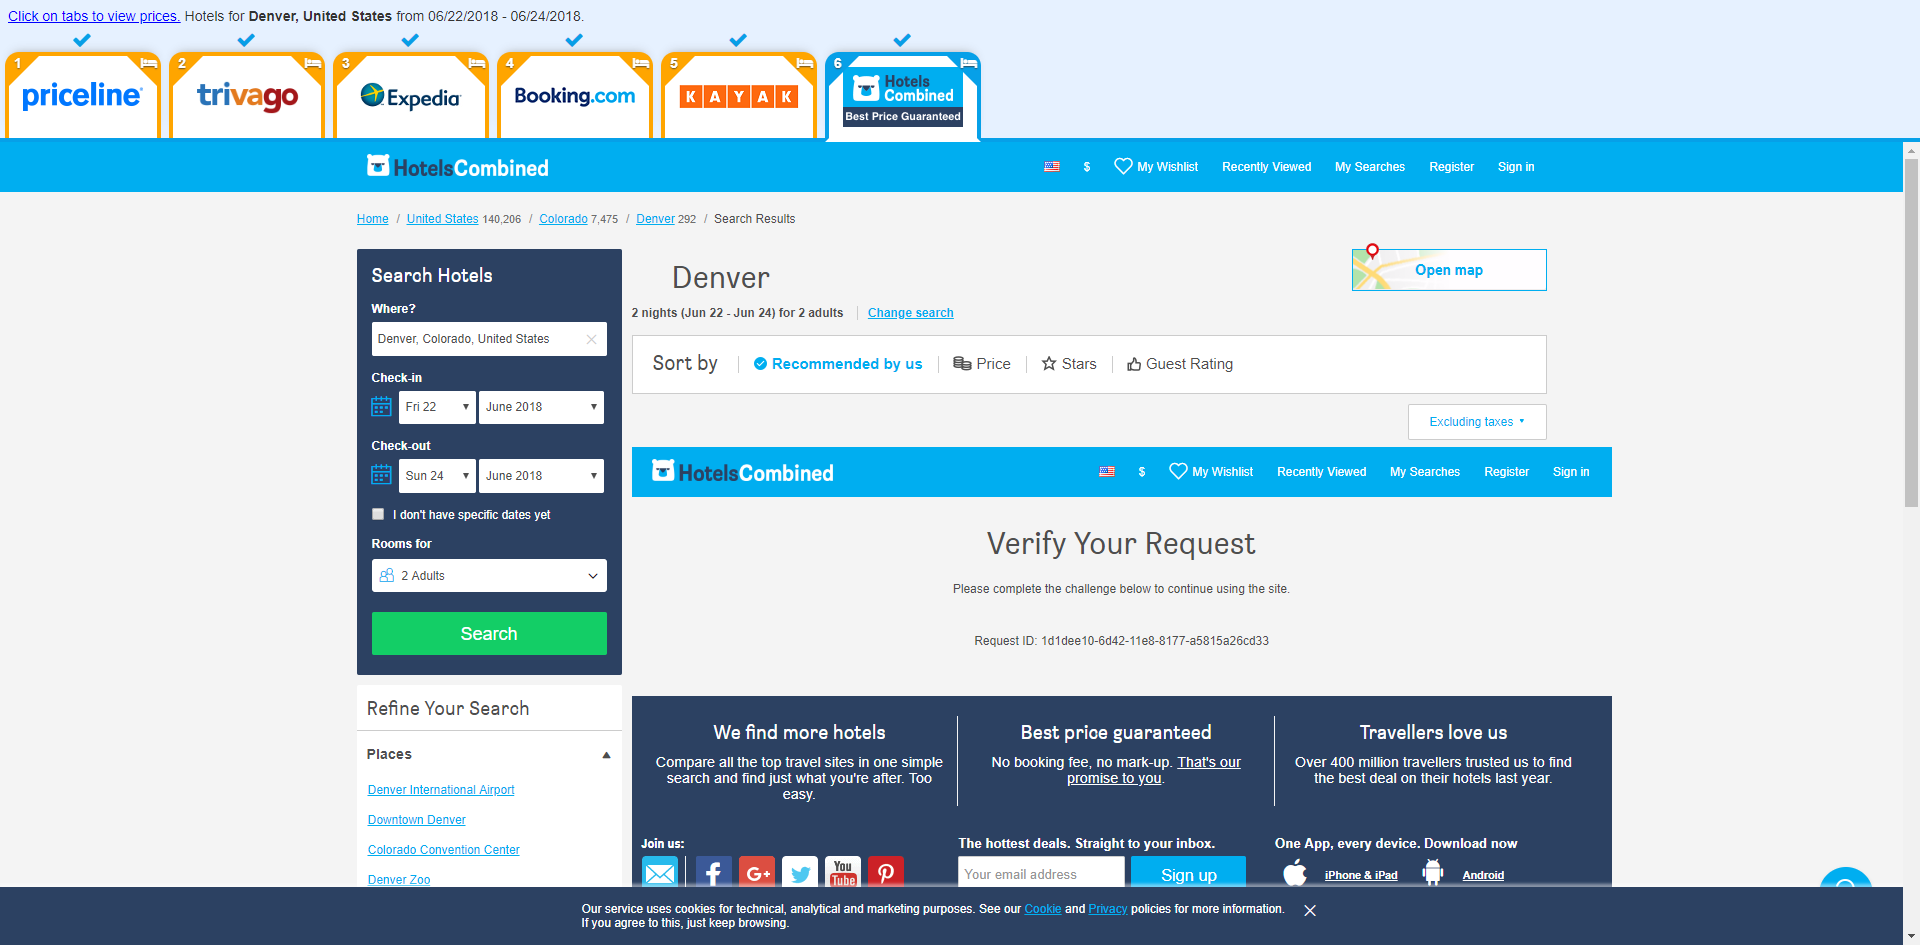 Click on tabs to view prices. Hotels for Denver, United States from 06/22/2018 - 06/24/2018.
1 2 3 4 5 6
priceline trivago Expedia Booking.com KAYAK Hotels Combined
Best Price Guaranteed
HotelsCombined $ My Wishlist Recently Viewed My Searches Register Sign in
Home / United States 140,206 / Colorado 7,475 / Denver 292 / Search Results
Search Hotels
Where?
Denver, Colorado, United States
Check-in
Fri 22 June 2018
Check-out
Sun 24 June 2018
I don't have specific dates yet
Rooms for
2 Adults
Search
Refine Your Search
Places
Denver International Airport
Downtown Denver
Colorado Convention Center
Denver Zoo
Denver
Open map
2 nights (Jun 22 - Jun 24) for 2 adults Change search
Sort by Recommended by us Price Stars Guest Rating
Excluding taxes
HotelsCombined $ My Wishlist Recently Viewed My Searches Register Sign in
Verify Your Request
Please complete the challenge below to continue using the site.
Request ID: 1d1dee10-6d42-11e8-8177-a5815a26cd33
We find more hotels
Compare all the top travel sites in one simple
search and find just what you're after. Too
easy.
Best price guaranteed
No booking fee, no mark-up. That's our
promise to you.
Travellers love us
Over 400 million travellers trusted us to find
the best deal on their hotels last year.
Join us:
f G+ You Tube
The hottest deals. Straight to your inbox.
Your email address Sign up
One App, every device. Download now
iPhone & iPad Android
Our service uses cookies for technical, analytical and marketing purposes. See our Cookie and Privacy policies for more information.
If you agree to this, just keep browsing.